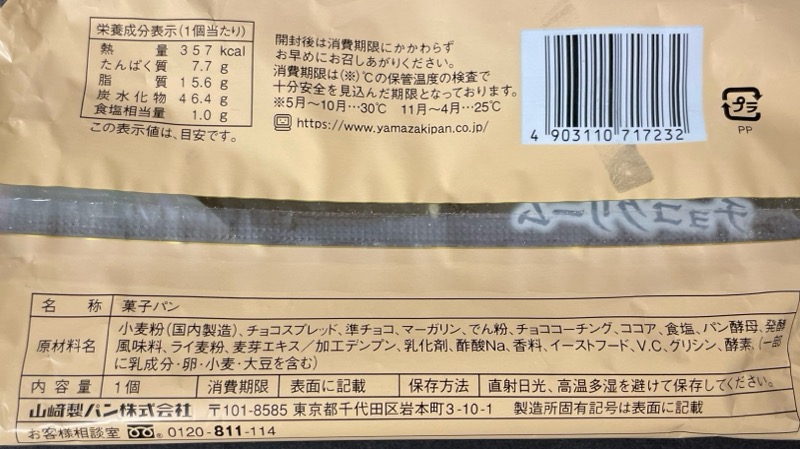 栄養成分表示(1個当たり)
熱量 357 kcal
たんぱく質 7.7 g
脂質 15.6 g
炭水化物 46.4 g
食塩相当量 1.0 g
この表示値は、目安です。
開封後は消費期限にかかわらず
お早めにお召しあがりください。
消費期限は(※)℃の保管温度の検査で
十分安全を見込んだ期限となっております。
※5月～10月…30℃ 11月～4月…25℃
https://www.yamazakipan.co.jp/
4 903110 717232
プラ
PP
チョコクリーム
名称 菓子パン
原材料名 小麦粉(国内製造)、チョコスプレッド、準チョコ、マーガリン、でん粉、チョココーチング、ココア、食塩、パン酵母、発酵
風味料、ライ麦粉、麦芽エキス/加工デンプン、乳化剤、酢酸Na、香料、イーストフード、V.C、グリシン、酵素、(一部
に乳成分・卵・小麦・大豆を含む)
内容量 1個 消費期限 表面に記載 保存方法 直射日光、高温多湿を避けて保存してください。
山崎製パン株式会社 〒101-8585 東京都千代田区岩本町3-10-1 製造所固有記号は表面に記載
お客様相談室 0120-811-114